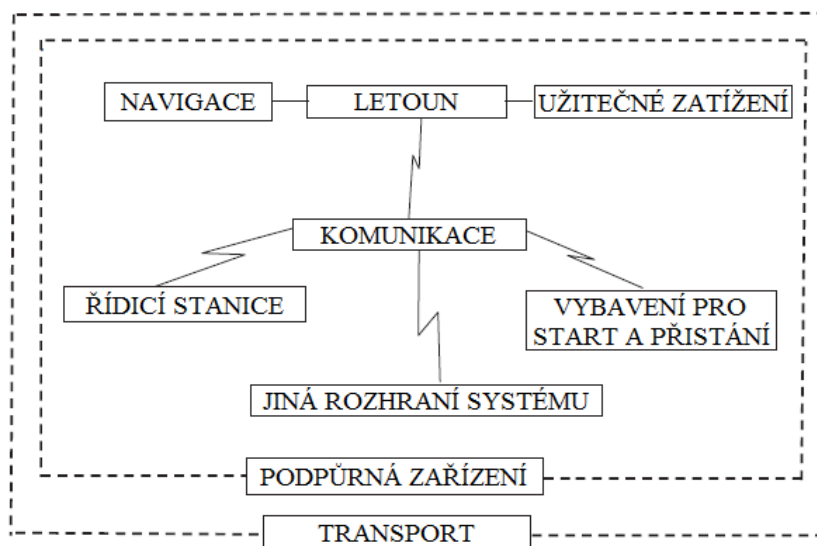 NAVIGACE
LETOUN
UŽITEČNÉ ZATÍŽENÍ
KOMUNIKACE
ŘÍDICÍ STANICE
VYBAVENÍ PRO
START A PŘISTÁNÍ
JINÁ ROZHRANÍ SYSTÉMU
PODPŮRNÁ ZAŘÍZENÍ
TRANSPORT